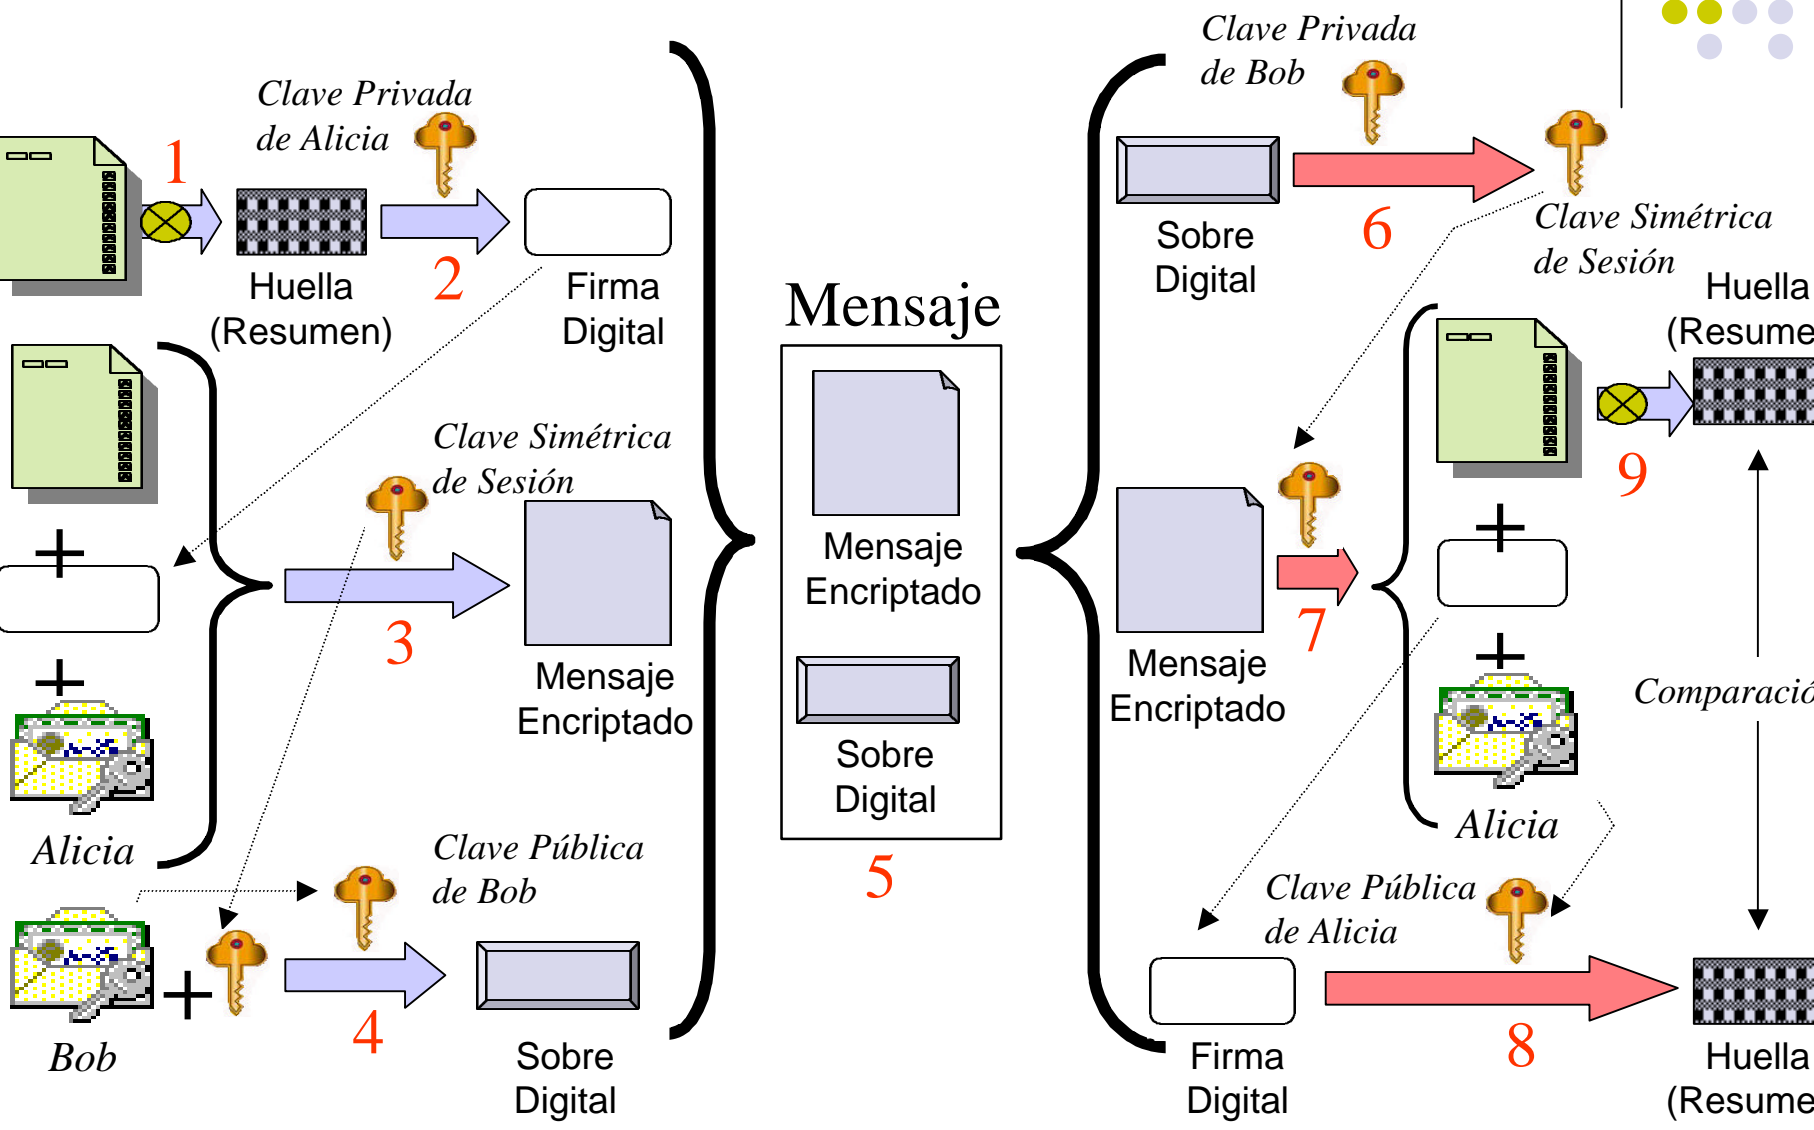 Clave Privada
de Alicia
1
2
Huella
(Resumen)
Firma
Digital
Clave Simétrica
de Sesión
3
Mensaje
Encriptado
Alicia
Clave Pública
de Bob
Bob
4
Sobre
Digital
Mensaje
Mensaje
Encriptado
Sobre
Digital
5
Clave Privada
de Bob
Sobre
Digital
6
Clave Simétrica
de Sesión
Huella
(Resume
9
7
Mensaje
Encriptado
Comparació
Alicia
Clave Pública
de Alicia
Firma
Digital
8
Huella
(Resume